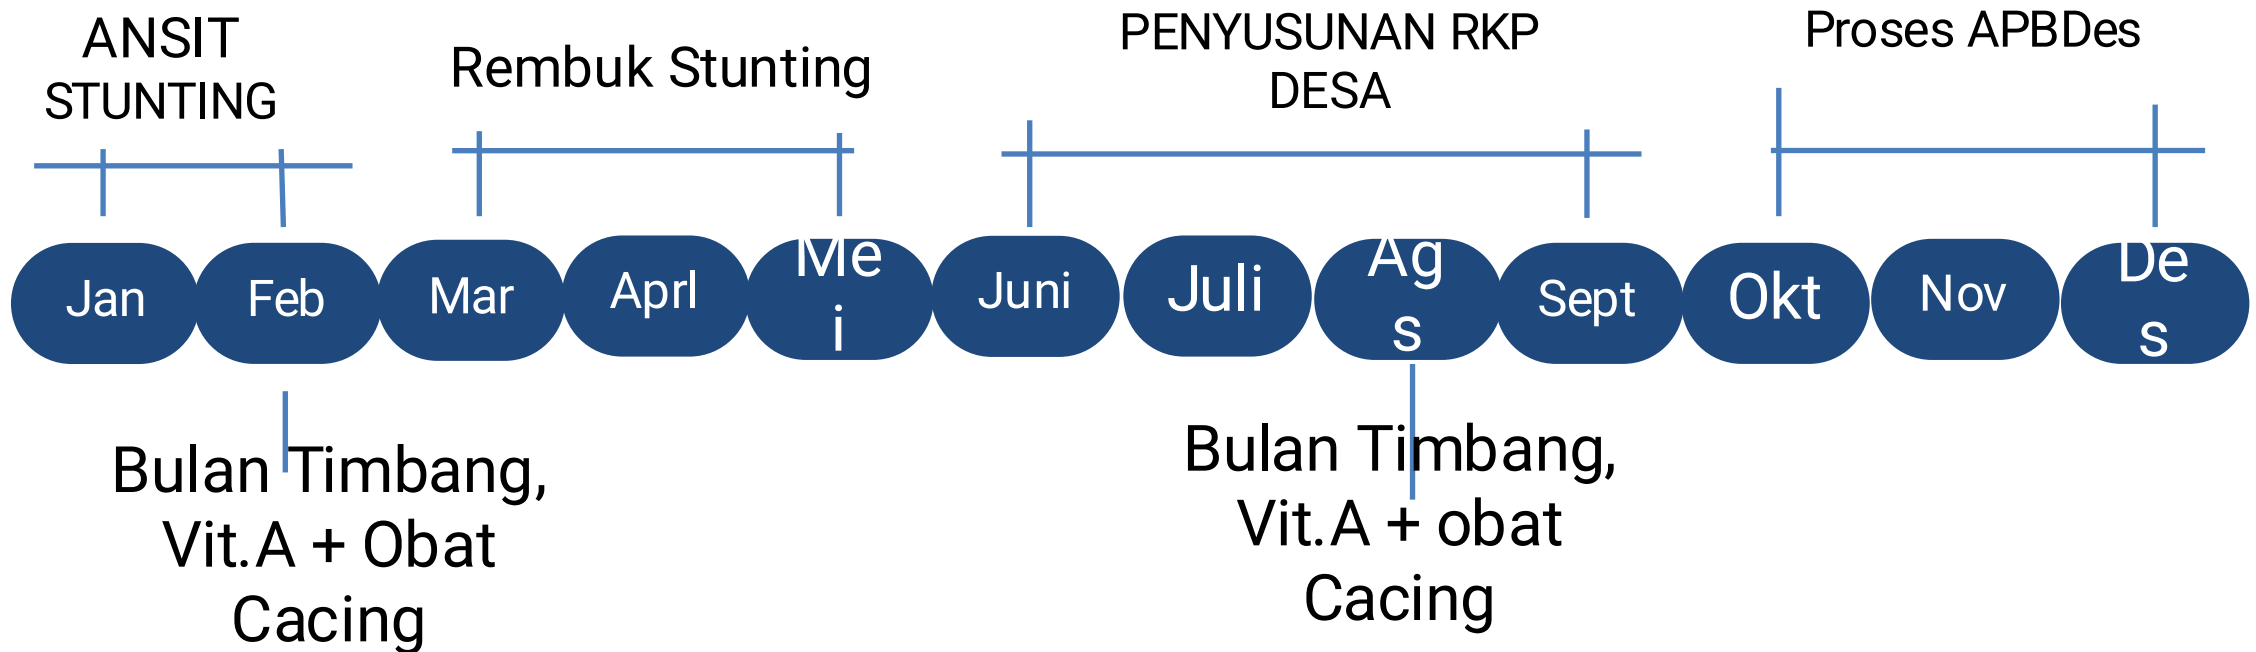 ANSIT
STUNTING
Rembuk Stunting
PENYUSUNAN RKP
DESA
Proses APBDes
Jan
Feb
Mar
Aprl
Me
i
Juni
Juli
Ag
s
Sept
Okt
Nov
De
s
Bulan Timbang,
Vit.A + Obat
Cacing
Bulan Timbang,
Vit.A + obat
Cacing